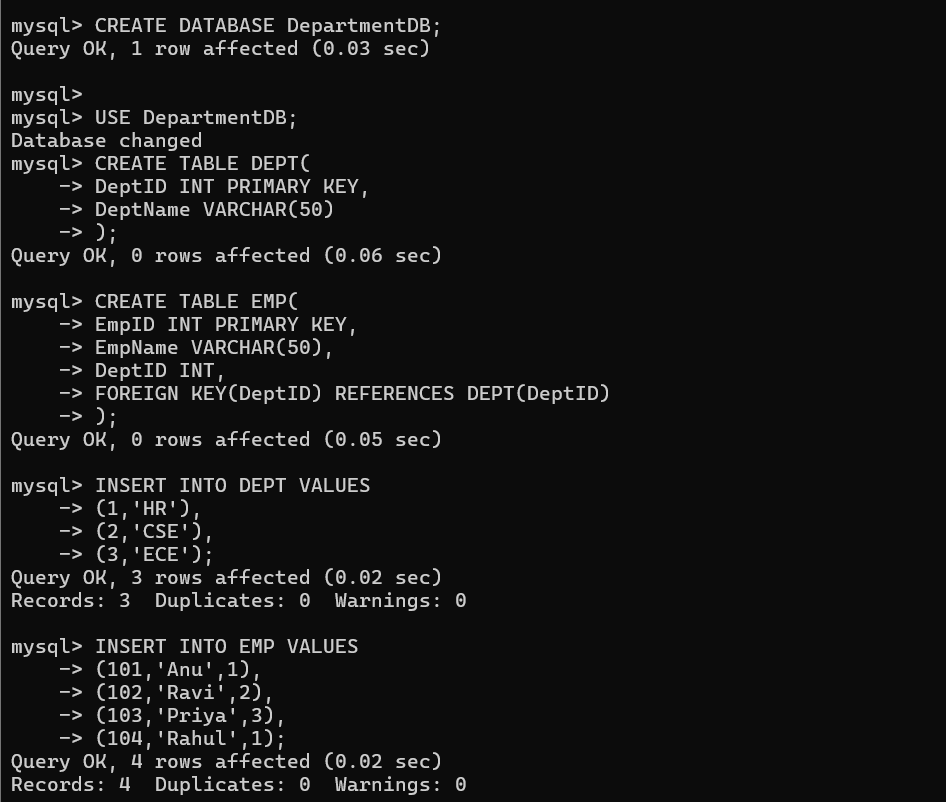 mysql> CREATE DATABASE DepartmentDB;
Query OK, 1 row affected (0.03 sec)

mysql>
mysql> USE DepartmentDB;
Database changed
mysql> CREATE TABLE DEPT(
    -> DeptID INT PRIMARY KEY,
    -> DeptName VARCHAR(50)
    -> );
Query OK, 0 rows affected (0.06 sec)

mysql> CREATE TABLE EMP(
    -> EmpID INT PRIMARY KEY,
    -> EmpName VARCHAR(50),
    -> DeptID INT,
    -> FOREIGN KEY(DeptID) REFERENCES DEPT(DeptID)
    -> );
Query OK, 0 rows affected (0.05 sec)

mysql> INSERT INTO DEPT VALUES
    -> (1,'HR'),
    -> (2,'CSE'),
    -> (3,'ECE');
Query OK, 3 rows affected (0.02 sec)
Records: 3  Duplicates: 0  Warnings: 0

mysql> INSERT INTO EMP VALUES
    -> (101,'Anu',1),
    -> (102,'Ravi',2),
    -> (103,'Priya',3),
    -> (104,'Rahul',1);
Query OK, 4 rows affected (0.02 sec)
Records: 4  Duplicates: 0  Warnings: 0